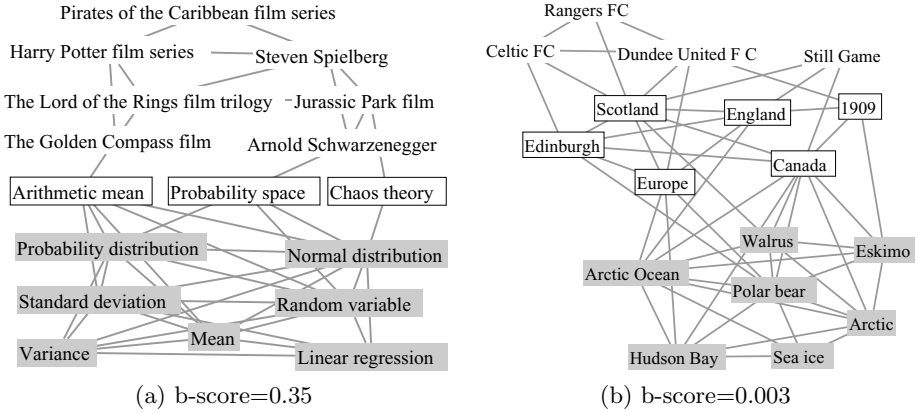 Pirates of the Caribbean film series
Harry Potter film series
Steven Spielberg
The Lord of the Rings film trilogy
Jurassic Park film
The Golden Compass film
Arnold Schwarzenegger
Arithmetic mean
Probability space
Chaos theory
Probability distribution
Normal distribution
Standard deviation
Random variable
Mean
Variance
Linear regression
(a) b-score=0.35
Rangers FC
Celtic FC
Dundee United F C
Still Game
Scotland
England
1909
Edinburgh
Canada
Europe
Walrus
Eskimo
Arctic Ocean
Polar bear
Arctic
Hudson Bay
Sea ice
(b) b-score=0.003